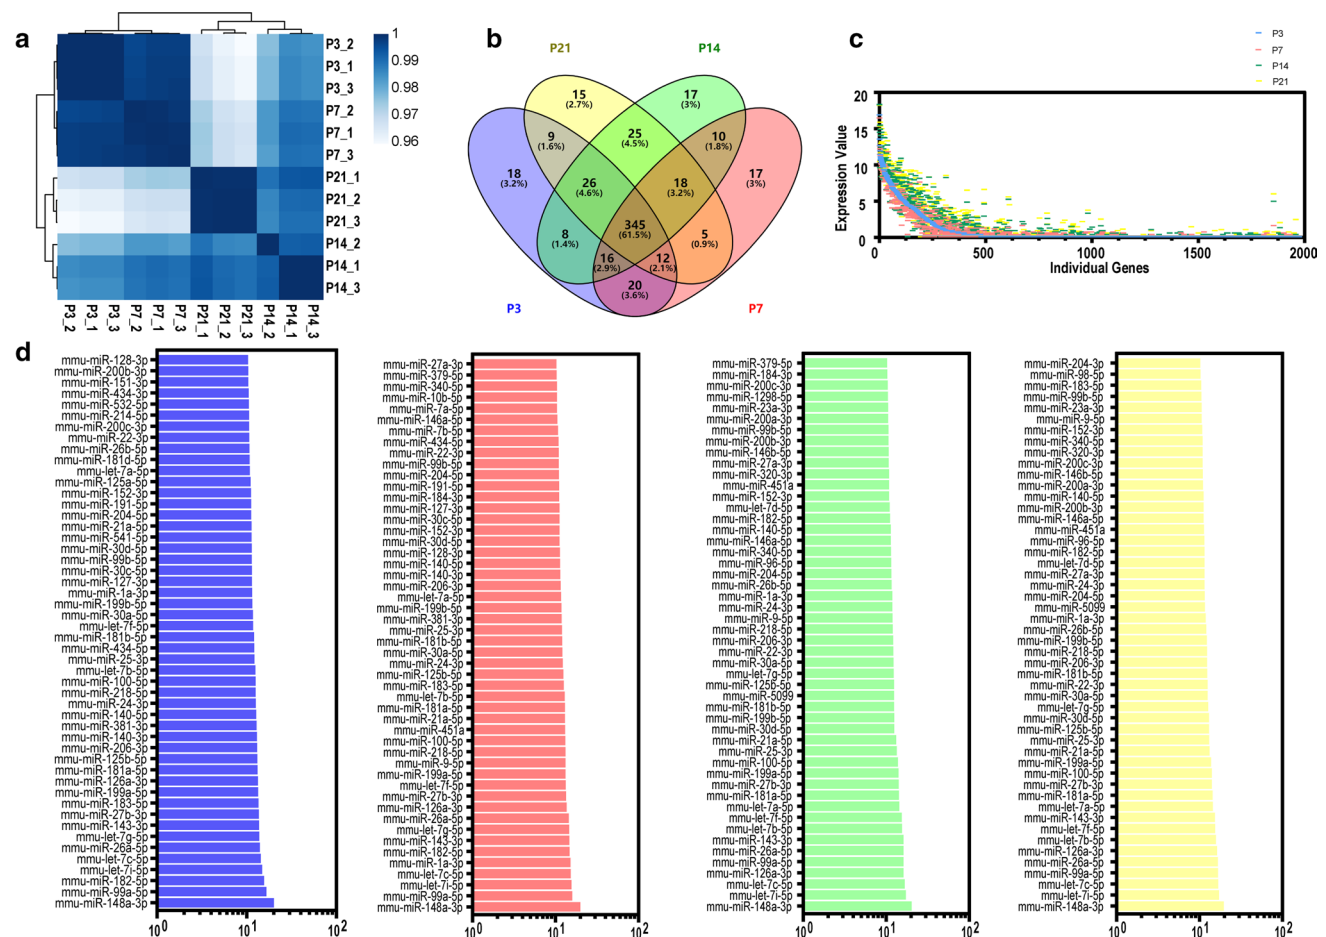 a
P3_2
P3_1
P3_3
P7_2
P7_1
P7_3
P21_1
P21_2
P21_3
P14_2
P14_1
P14_3
P3_2
P3_1
P3_3
P7_2
P7_1
P7_3
P21_1
P21_2
P21_3
P14_2
P14_1
P14_3
1
0.99
0.98
0.97
0.96
b
P21
P14
15
(2.7%)
17
(3%)
9
(1.6%)
25
(4.5%)
10
(1.8%)
18
(3.2%)
26
(4.6%)
18
(3.2%)
17
(3%)
345
(61.5%)
8
(1.4%)
5
(0.9%)
16
(2.9%)
12
(2.1%)
20
(3.6%)
P3
P7
c
P3
P7
P14
P21
Expression Value
20
15
10
5
0
0
500
1000
1500
2000
Individual Genes
d
mmu-miR-128-3p
mmu-miR-200b-3p
mmu-miR-151-3p
mmu-miR-434-3p
mmu-miR-532-5p
mmu-miR-214-5p
mmu-miR-200c-3p
mmu-miR-22-3p
mmu-miR-26b-5p
mmu-miR-181d-5p
mmu-let-7a-5p
mmu-miR-125a-5p
mmu-miR-152-3p
mmu-miR-191-5p
mmu-miR-204-5p
mmu-miR-21a-5p
mmu-miR-541-5p
mmu-miR-30d-5p
mmu-miR-99b-5p
mmu-miR-30c-5p
mmu-miR-127-3p
mmu-miR-1a-3p
mmu-miR-199b-5p
mmu-miR-30a-5p
mmu-let-7f-5p
mmu-miR-181b-5p
mmu-miR-434-5p
mmu-miR-25-3p
mmu-let-7b-5p
mmu-miR-100-5p
mmu-miR-218-5p
mmu-miR-24-3p
mmu-miR-140-5p
mmu-miR-381-3p
mmu-miR-140-3p
mmu-miR-206-3p
mmu-miR-125b-5p
mmu-miR-181a-5p
mmu-miR-126a-3p
mmu-miR-199a-5p
mmu-miR-183-5p
mmu-miR-27b-3p
mmu-miR-143-3p
mmu-let-7g-5p
mmu-miR-26a-5p
mmu-let-7c-5p
mmu-let-7i-5p
mmu-miR-182-5p
mmu-miR-99a-5p
mmu-miR-148a-3p
10⁰
10¹
10²
mmu-miR-27a-3p
mmu-miR-379-5p
mmu-miR-340-5p
mmu-miR-10b-5p
mmu-miR-7a-5p
mmu-miR-146a-5p
mmu-miR-7b-5p
mmu-miR-434-5p
mmu-miR-22-3p
mmu-miR-99b-5p
mmu-miR-204-5p
mmu-miR-191-5p
mmu-miR-184-3p
mmu-miR-127-3p
mmu-miR-30c-5p
mmu-miR-152-3p
mmu-miR-30d-5p
mmu-miR-128-3p
mmu-miR-140-5p
mmu-miR-140-3p
mmu-miR-206-3p
mmu-let-7a-5p
mmu-miR-199b-5p
mmu-miR-381-3p
mmu-miR-25-3p
mmu-miR-181b-5p
mmu-miR-30a-5p
mmu-miR-24-3p
mmu-miR-125b-5p
mmu-miR-183-5p
mmu-let-7b-5p
mmu-miR-181a-5p
mmu-miR-21a-5p
mmu-miR-451a
mmu-miR-100-5p
mmu-miR-218-5p
mmu-miR-9-5p
mmu-miR-199a-5p
mmu-let-7f-5p
mmu-miR-27b-3p
mmu-miR-126a-3p
mmu-miR-26a-5p
mmu-let-7g-5p
mmu-miR-143-3p
mmu-miR-182-5p
mmu-miR-1a-3p
mmu-let-7c-5p
mmu-let-7i-5p
mmu-miR-99a-5p
mmu-miR-148a-3p
10⁰
10¹
10²
mmu-miR-379-5p
mmu-miR-184-3p
mmu-miR-200c-3p
mmu-miR-1298-5p
mmu-miR-23a-3p
mmu-miR-200a-3p
mmu-miR-99b-5p
mmu-miR-200b-3p
mmu-miR-146b-5p
mmu-miR-27a-3p
mmu-miR-320-3p
mmu-miR-451a
mmu-miR-152-3p
mmu-let-7d-5p
mmu-miR-182-5p
mmu-miR-140-5p
mmu-miR-146a-5p
mmu-miR-340-5p
mmu-miR-96-5p
mmu-miR-204-5p
mmu-miR-26b-5p
mmu-miR-1a-3p
mmu-miR-24-3p
mmu-miR-9-5p
mmu-miR-218-5p
mmu-miR-206-3p
mmu-miR-22-3p
mmu-miR-30a-5p
mmu-let-7g-5p
mmu-miR-125b-5p
mmu-miR-5099
mmu-miR-181b-5p
mmu-miR-199b-5p
mmu-miR-30d-5p
mmu-miR-21a-5p
mmu-miR-25-3p
mmu-miR-100-5p
mmu-miR-199a-5p
mmu-miR-27b-3p
mmu-miR-181a-5p
mmu-let-7a-5p
mmu-let-7f-5p
mmu-let-7b-5p
mmu-miR-143-3p
mmu-miR-26a-5p
mmu-miR-99a-5p
mmu-miR-126a-3p
mmu-let-7c-5p
mmu-let-7i-5p
mmu-miR-148a-3p
10⁰
10¹
10²
mmu-miR-204-3p
mmu-miR-98-5p
mmu-miR-183-5p
mmu-miR-99b-5p
mmu-miR-23a-3p
mmu-miR-9-5p
mmu-miR-152-3p
mmu-miR-340-5p
mmu-miR-320-3p
mmu-miR-200c-3p
mmu-miR-146b-5p
mmu-miR-200a-3p
mmu-miR-140-5p
mmu-miR-200b-3p
mmu-miR-146a-5p
mmu-miR-451a
mmu-miR-96-5p
mmu-miR-182-5p
mmu-let-7d-5p
mmu-miR-27a-3p
mmu-miR-24-3p
mmu-miR-204-5p
mmu-miR-5099
mmu-miR-1a-3p
mmu-miR-26b-5p
mmu-miR-199b-5p
mmu-miR-218-5p
mmu-miR-206-3p
mmu-miR-181b-5p
mmu-miR-22-3p
mmu-miR-30a-5p
mmu-let-7g-5p
mmu-miR-30d-5p
mmu-miR-125b-5p
mmu-miR-25-3p
mmu-miR-21a-5p
mmu-miR-199a-5p
mmu-miR-100-5p
mmu-miR-27b-3p
mmu-miR-181a-5p
mmu-let-7a-5p
mmu-miR-143-3p
mmu-let-7f-5p
mmu-let-7b-5p
mmu-miR-126a-3p
mmu-miR-26a-5p
mmu-miR-99a-5p
mmu-let-7c-5p
mmu-let-7i-5p
mmu-miR-148a-3p
10⁰
10¹
10²